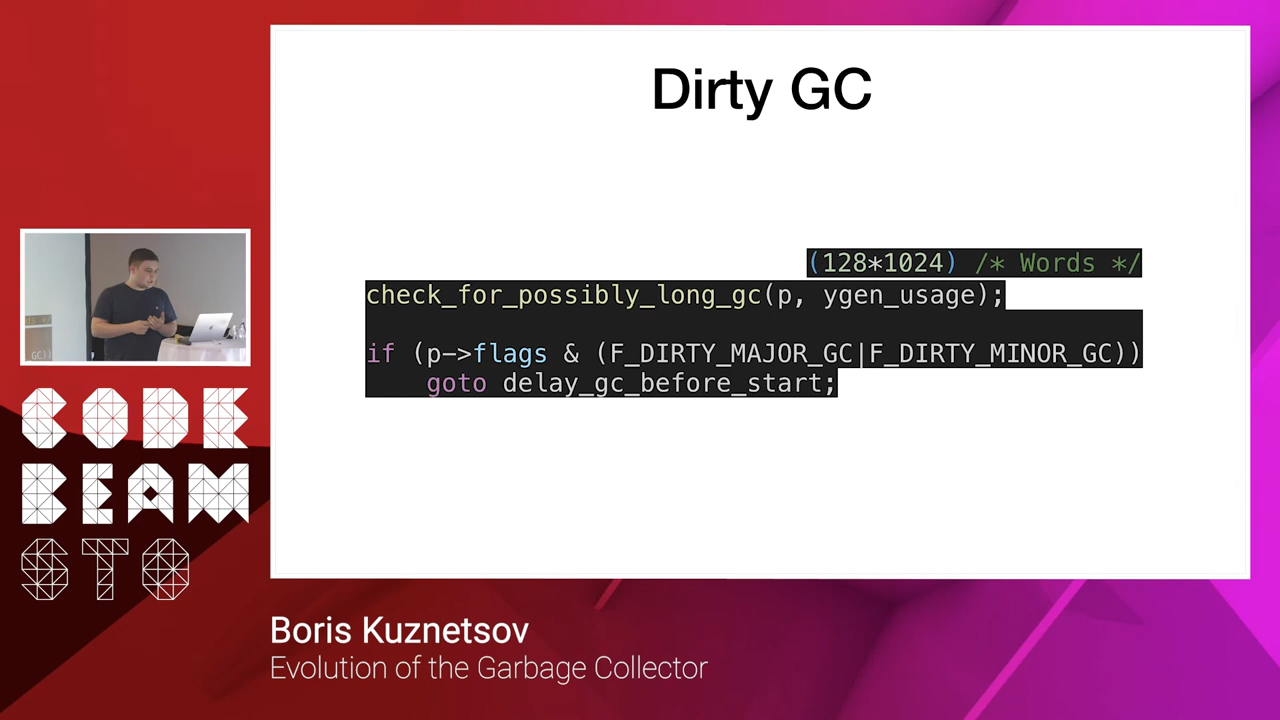 Dirty GC
(128*1024) /* Words */
check_for_possibly_long_gc(p, ygen_usage);
if (p->flags & (F_DIRTY_MAJOR_GC|F_DIRTY_MINOR_GC))
goto delay_gc_before_start;
CODE
BEAM
STO
Boris Kuznetsov
Evolution of the Garbage Collector